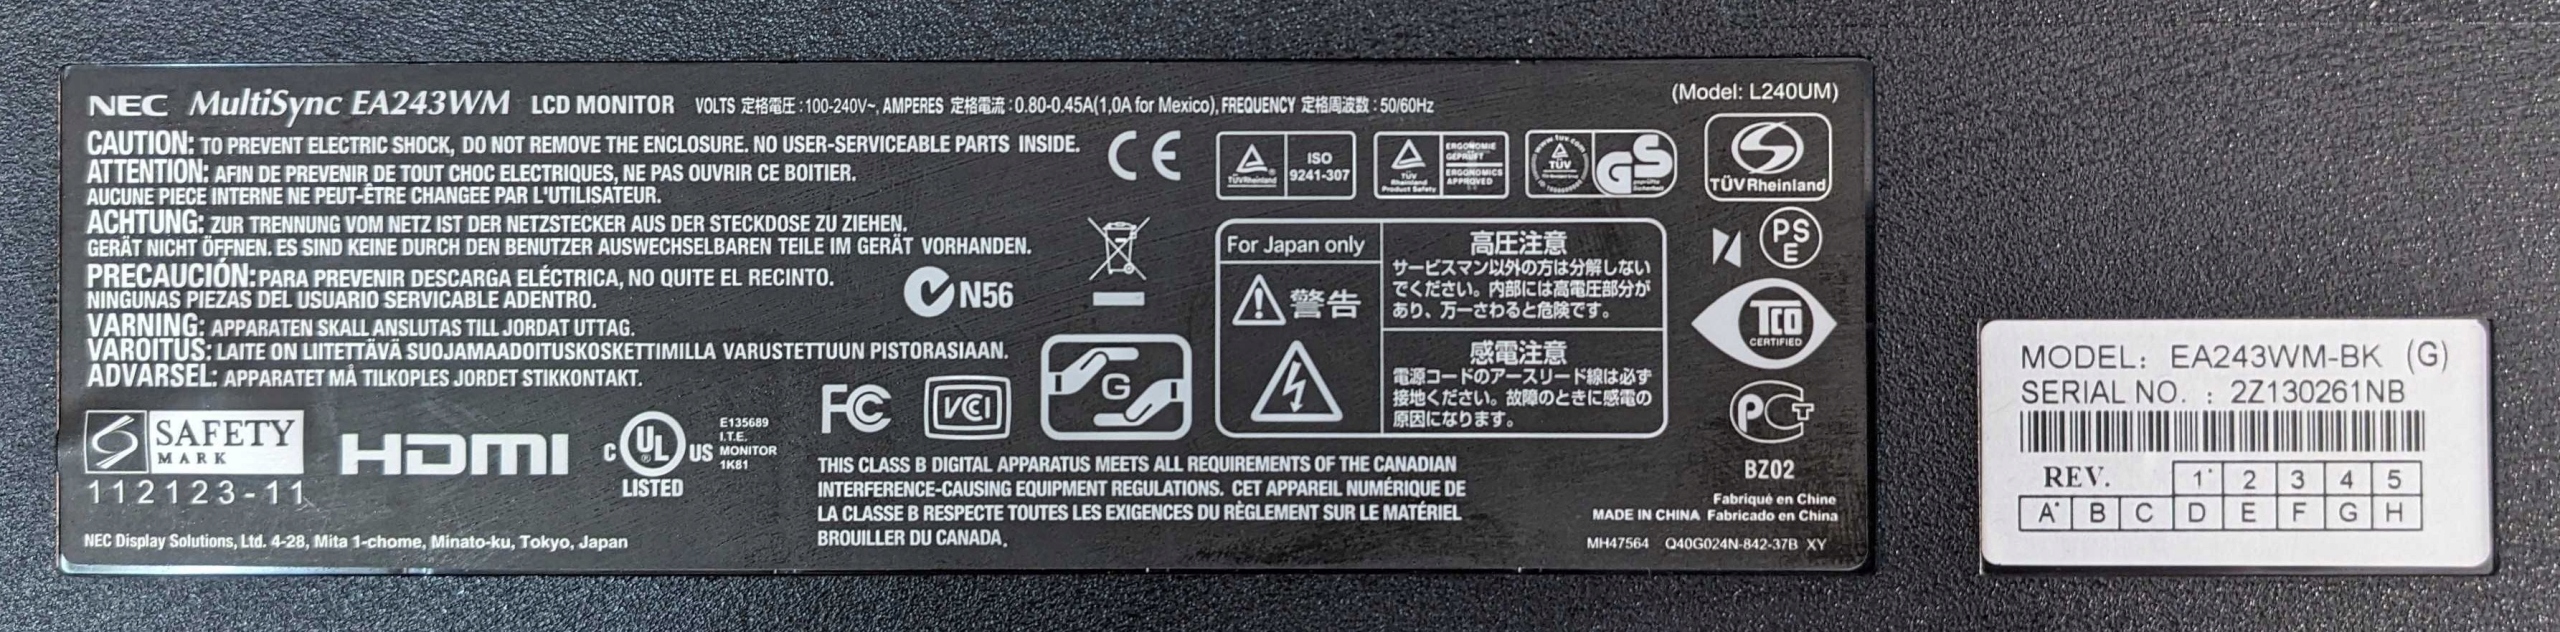 NEC MultiSync EA243WM LCD MONITOR VOLTS 定格電圧:100-240V~, AMPERES 定格電流:0.80-0.45A(1,0A for Mexico), FREQUENCY 定格周波数:50/60Hz
(Model: L240UM)
CAUTION: TO PREVENT ELECTRIC SHOCK, DO NOT REMOVE THE ENCLOSURE. NO USER-SERVICEABLE PARTS INSIDE.
ATTENTION: AFIN DE PREVENIR DE TOUT CHOC ELECTRIQUES, NE PAS OUVRIR CE BOITIER.
AUCUNE PIECE INTERNE NE PEUT-ÊTRE CHANGEE PAR L'UTILISATEUR.
ACHTUNG: ZUR TRENNUNG VOM NETZ IST DER NETZSTECKER AUS DER STECKDOSE ZU ZIEHEN.
GERÄT NICHT ÖFFNEN. ES SIND KEINE DURCH DEN BENUTZER AUSWECHSELBAREN TEILE IM GERÄT VORHANDEN.
PRECAUCIÓN: PARA PREVENIR DESCARGA ELÉCTRICA, NO QUITE EL RECINTO.
NINGUNAS PIEZAS DEL USUARIO SERVICABLE ADENTRO.
VARNING: APPARATEN SKALL ANSLUTAS TILL JORDAT UTTAG.
VAROITUS: LAITE ON LIITETTÄVÄ SUOJAMAADOITUSKOSKETTIMILLA VARUSTETTUUN PISTORASIAAN.
ADVARSEL: APPARATET MÅ TILKOPLES JORDET STIKKONTAKT.
SAFETY
MARK
112123-11
HDMI
C UL US
LISTED
E135689
I.T.E.
MONITOR
1K81
NEC Display Solutions, Ltd. 4-28, Mita 1-chome, Minato-ku, Tokyo, Japan
CE
N56
FC
VCI
G
THIS CLASS B DIGITAL APPARATUS MEETS ALL REQUIREMENTS OF THE CANADIAN
INTERFERENCE-CAUSING EQUIPMENT REGULATIONS. CET APPAREIL NUMÉRIQUE DE
LA CLASSE B RESPECTE TOUTES LES EXIGENCES DU RÈGLEMENT SUR LE MATÉRIEL
BROUILLER DU CANADA.
TÜVRheinland
ISO
9241-307
TÜV
Rheinland
Product Safety
ERGONOMIE
GEPRÜFT
ERGONOMICS
APPROVED
www.tuv.com
TÜV
GS
geprüfte
Sicherheit
TÜVRheinland
For Japan only
警告
高圧注意
サービスマン以外の方は分解しない
でください。内部には高電圧部分が
あり、万一さわると危険です。
感電注意
電源コードのアースリード線は必ず
接地ください。故障のときに感電の
原因になります。
PS
E
TCO
CERTIFIED
PCT
BZ02
Fabriqué en Chine
MADE IN CHINA Fabricado en China
MH47564 Q40G024N-842-37B XY
MODEL: EA243WM-BK (G)
SERIAL NO. : 2Z130261NB
REV. 1* 2 3 4 5
A* B C D E F G H